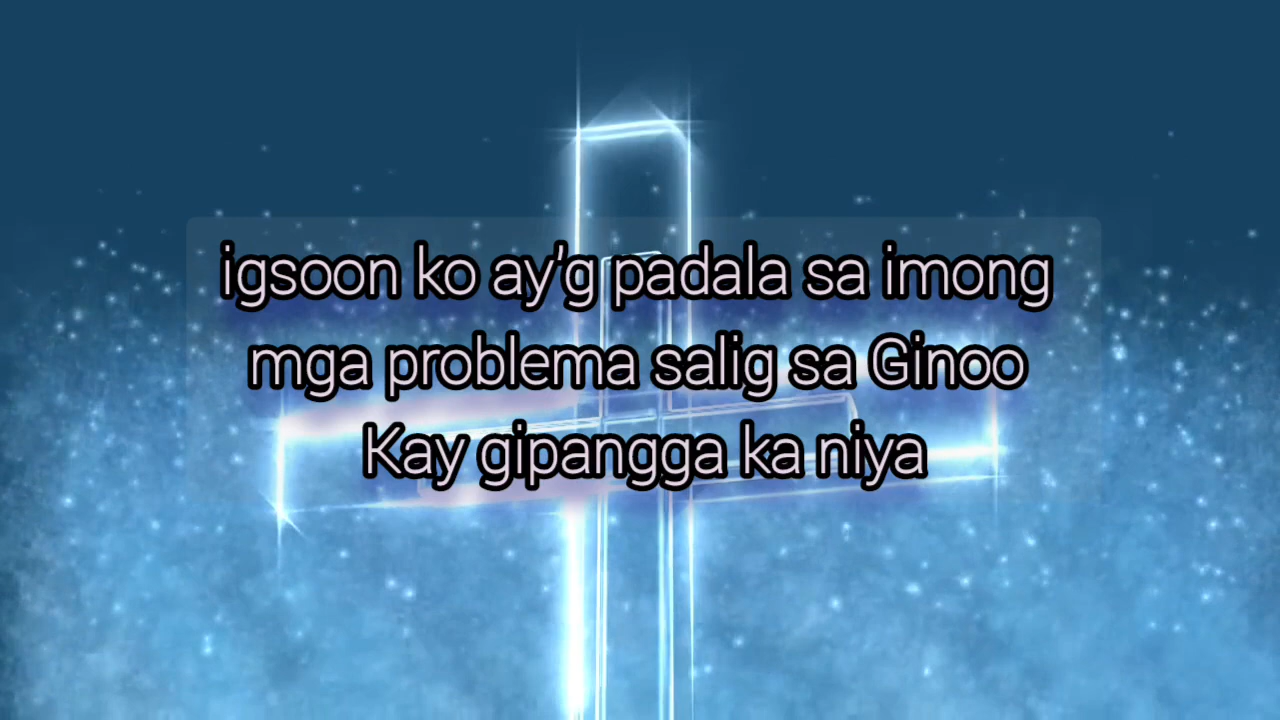 igsoon ko ay'g padala sa imong
mga problema salig sa Ginoo
Kay gipangga ka niya